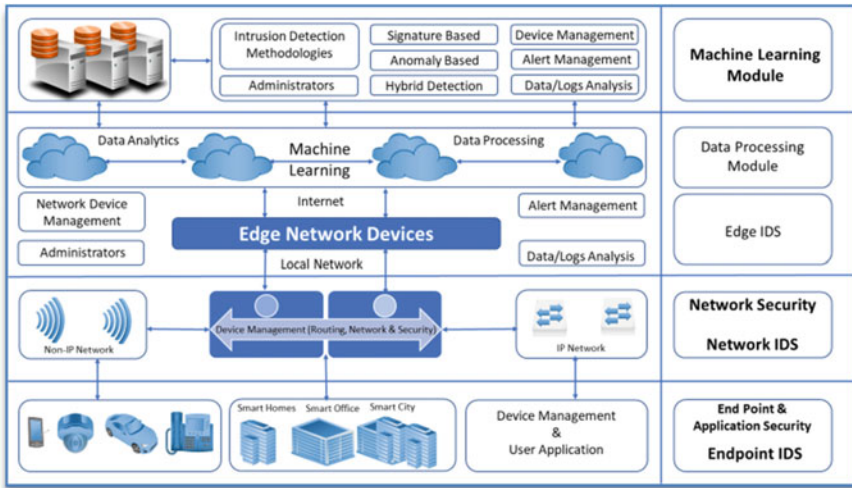 Intrusion Detection
Methodologies
Signature Based
Device Management
Anomaly Based
Alert Management
Administrators
Hybrid Detection
Data/Logs Analysis
Machine Learning
Module
Data Analytics
Machine
Learning
Data Processing
Data Processing
Module
Internet
Network Device
Management
Alert Management
Edge Network Devices
Edge IDS
Administrators
Data/Logs Analysis
Local Network
Device Management (Routing, Network & Security)
Non-IP Network
IP Network
Network Security
Network IDS
Smart Homes
Smart Office
Smart City
Device Management
&
User Application
End Point &
Application Security
Endpoint IDS